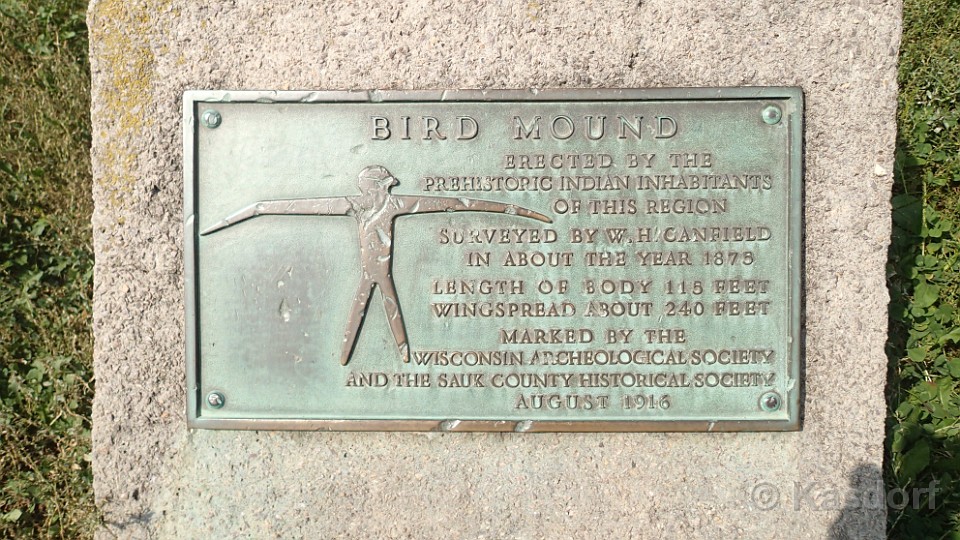 BIRD MOUND
ERECTED BY THE
PREHISTORIC INDIAN INHABITANTS
OF THIS REGION
SURVEYED BY W. H. CANFIELD
IN ABOUT THE YEAR 1875
LENGTH OF BODY 115 FEET
WINGSPREAD ABOUT 240 FEET
MARKED BY THE
WISCONSIN ARCHEOLOGICAL SOCIETY
AND THE SAUK COUNTY HISTORICAL SOCIETY
AUGUST 1916
© Kasdorf